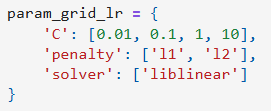 param_grid_lr = {
    'C': [0.01, 0.1, 1, 10],
    'penalty': ['l1', 'l2'],
    'solver': ['liblinear']
}